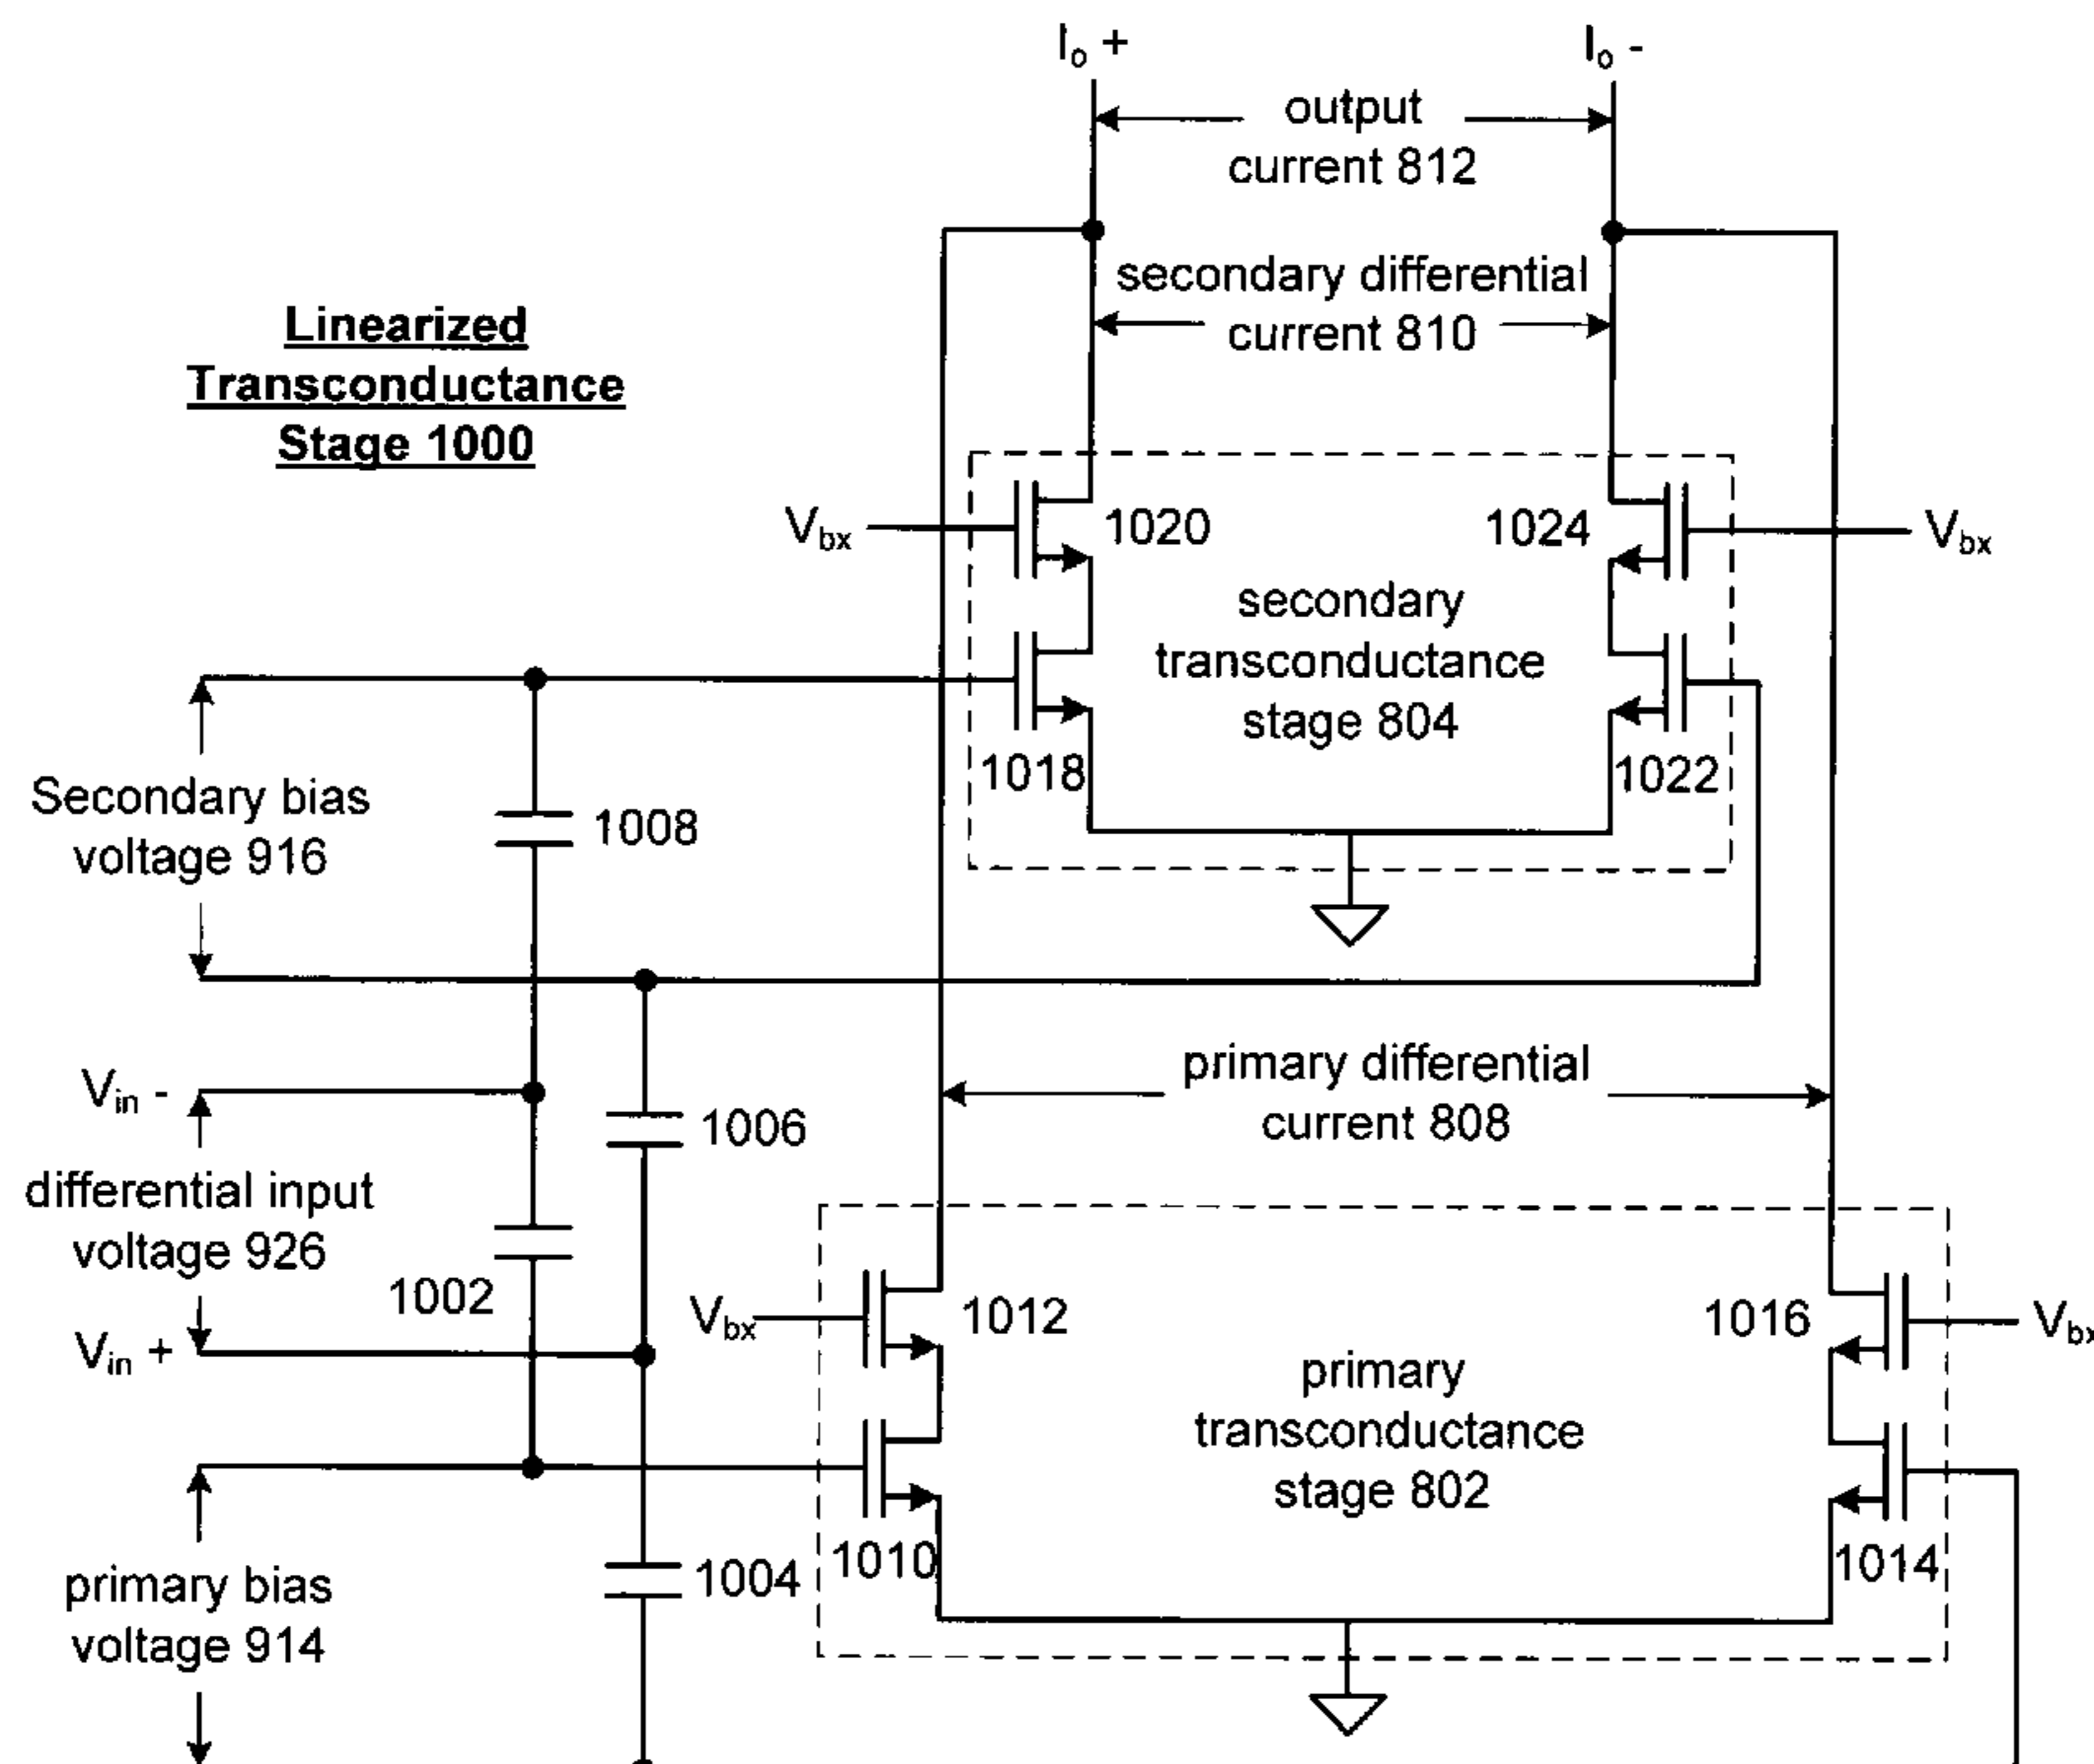 I₀ +
I₀ -
output
current 812
secondary differential
current 810
Linearized
Transconductance
Stage 1000
Vbx
1020
1024
Vbx
secondary
transconductance
stage 804
1018
1022
Secondary bias
voltage 916
1008
Vin -
primary differential
current 808
1006
differential input
voltage 926
1002
Vin +
Vbx
1012
1016
Vbx
primary
transconductance
stage 802
1010
1014
1004
primary bias
voltage 914